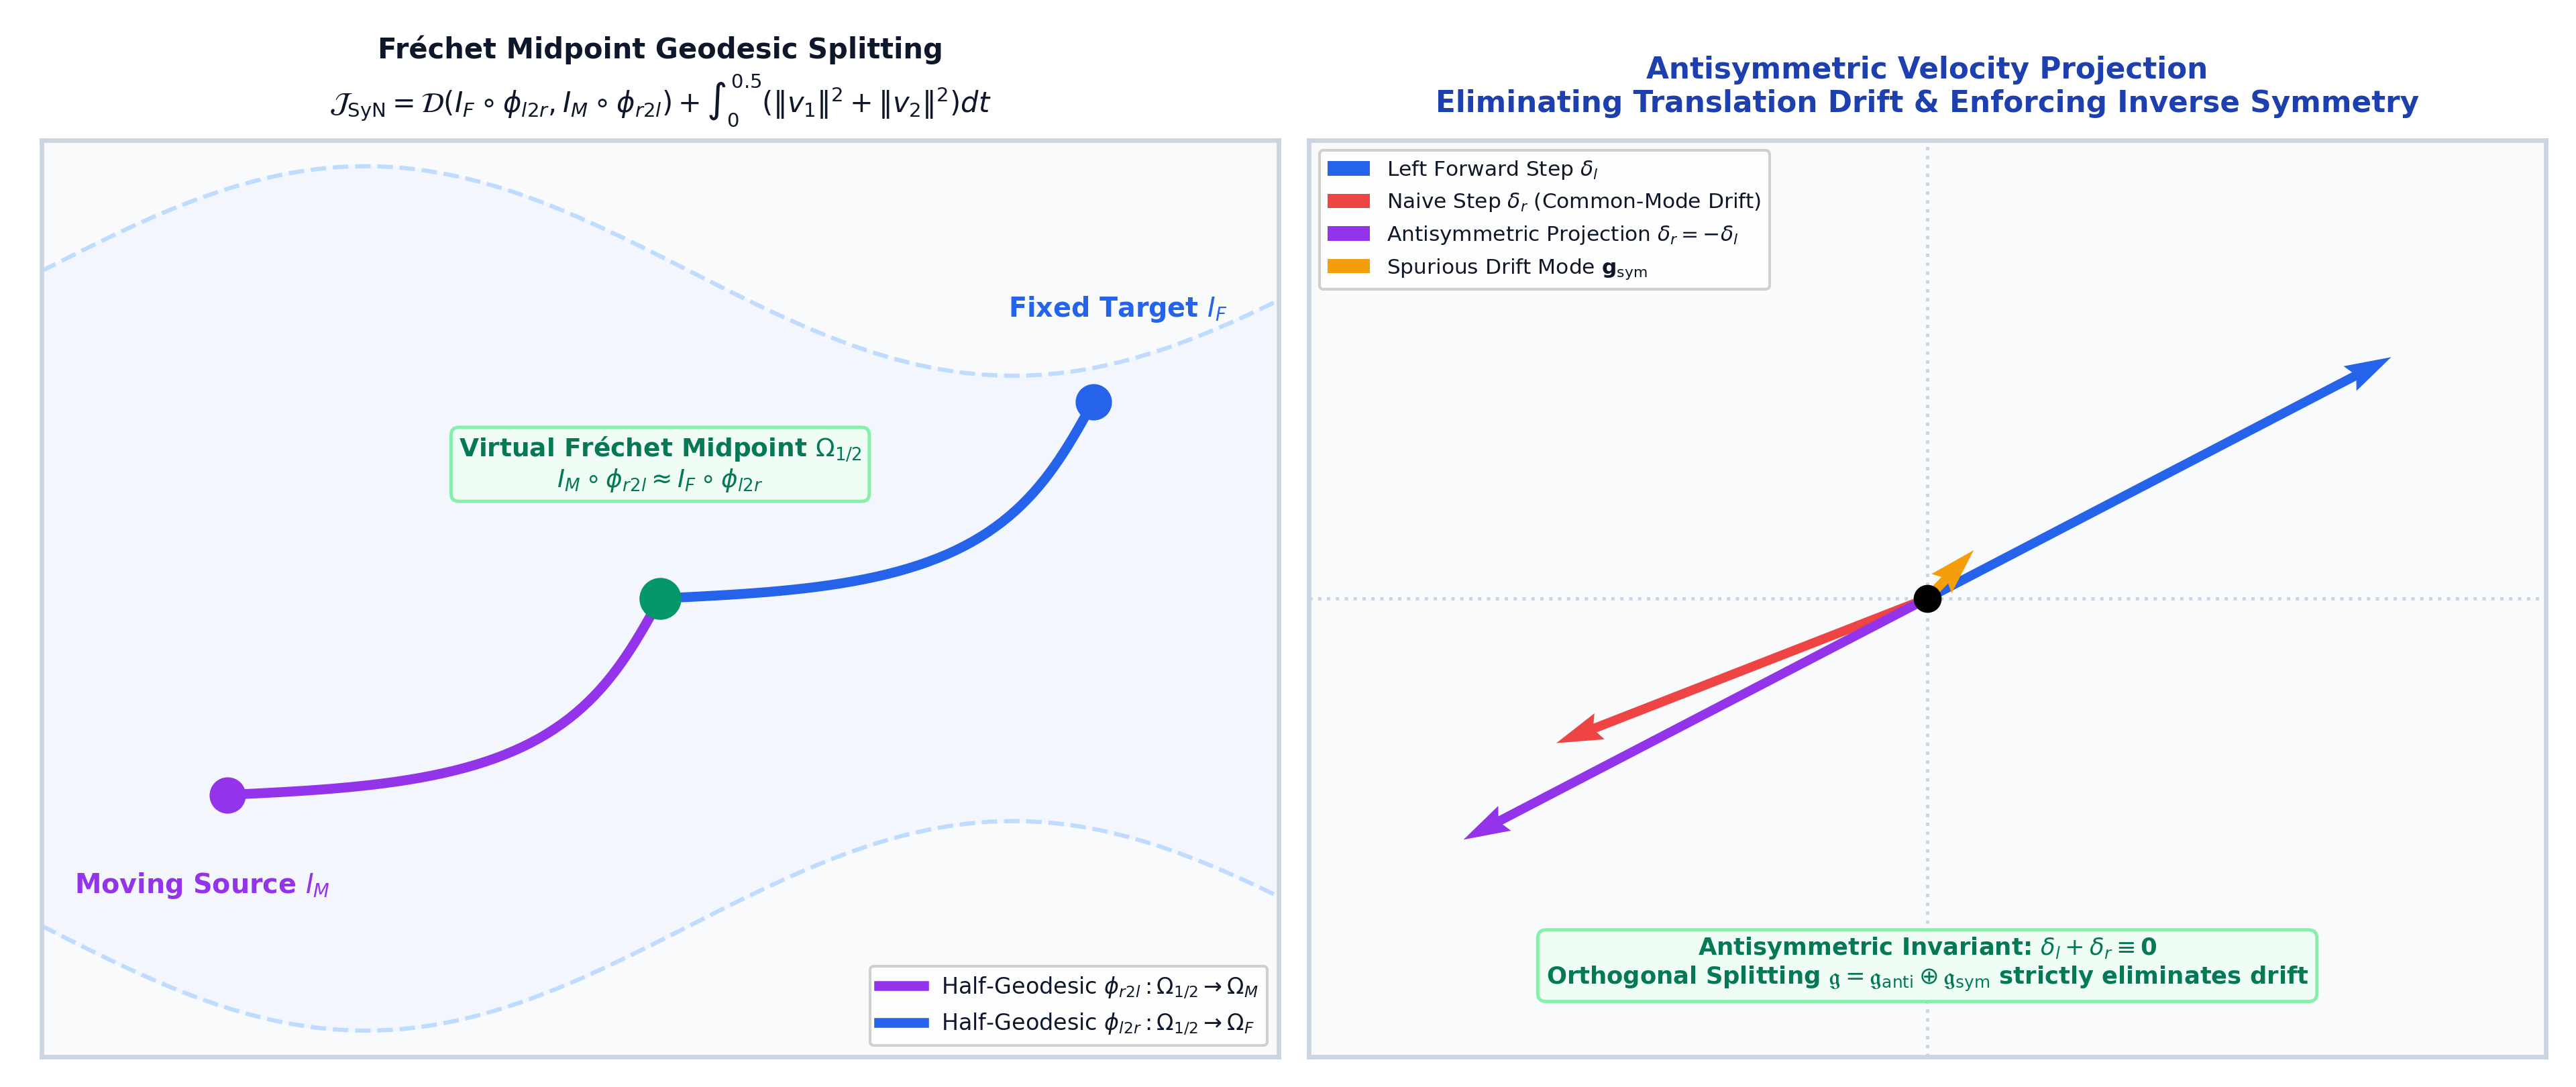 Fréchet Midpoint Geodesic Splitting
𝒥_SyN = 𝒟(I_F ∘ ϕ_l2r, I_M ∘ ϕ_r2l) + ∫_0^0.5 (‖v_1‖² + ‖v_2‖²)dt
Fixed Target I_F
Virtual Fréchet Midpoint Ω_1/2
I_M ∘ ϕ_r2l ≈ I_F ∘ ϕ_l2r
Moving Source I_M
Half-Geodesic ϕ_r2l : Ω_1/2 → Ω_M
Half-Geodesic ϕ_l2r : Ω_1/2 → Ω_F
Antisymmetric Velocity Projection
Eliminating Translation Drift & Enforcing Inverse Symmetry
Left Forward Step δ_l
Naive Step δ_r (Common-Mode Drift)
Antisymmetric Projection δ_r = −δ_l
Spurious Drift Mode g_sym
Antisymmetric Invariant: δ_l + δ_r ≡ 0
Orthogonal Splitting 𝔤 = 𝔤_anti ⊕ 𝔤_sym strictly eliminates drift